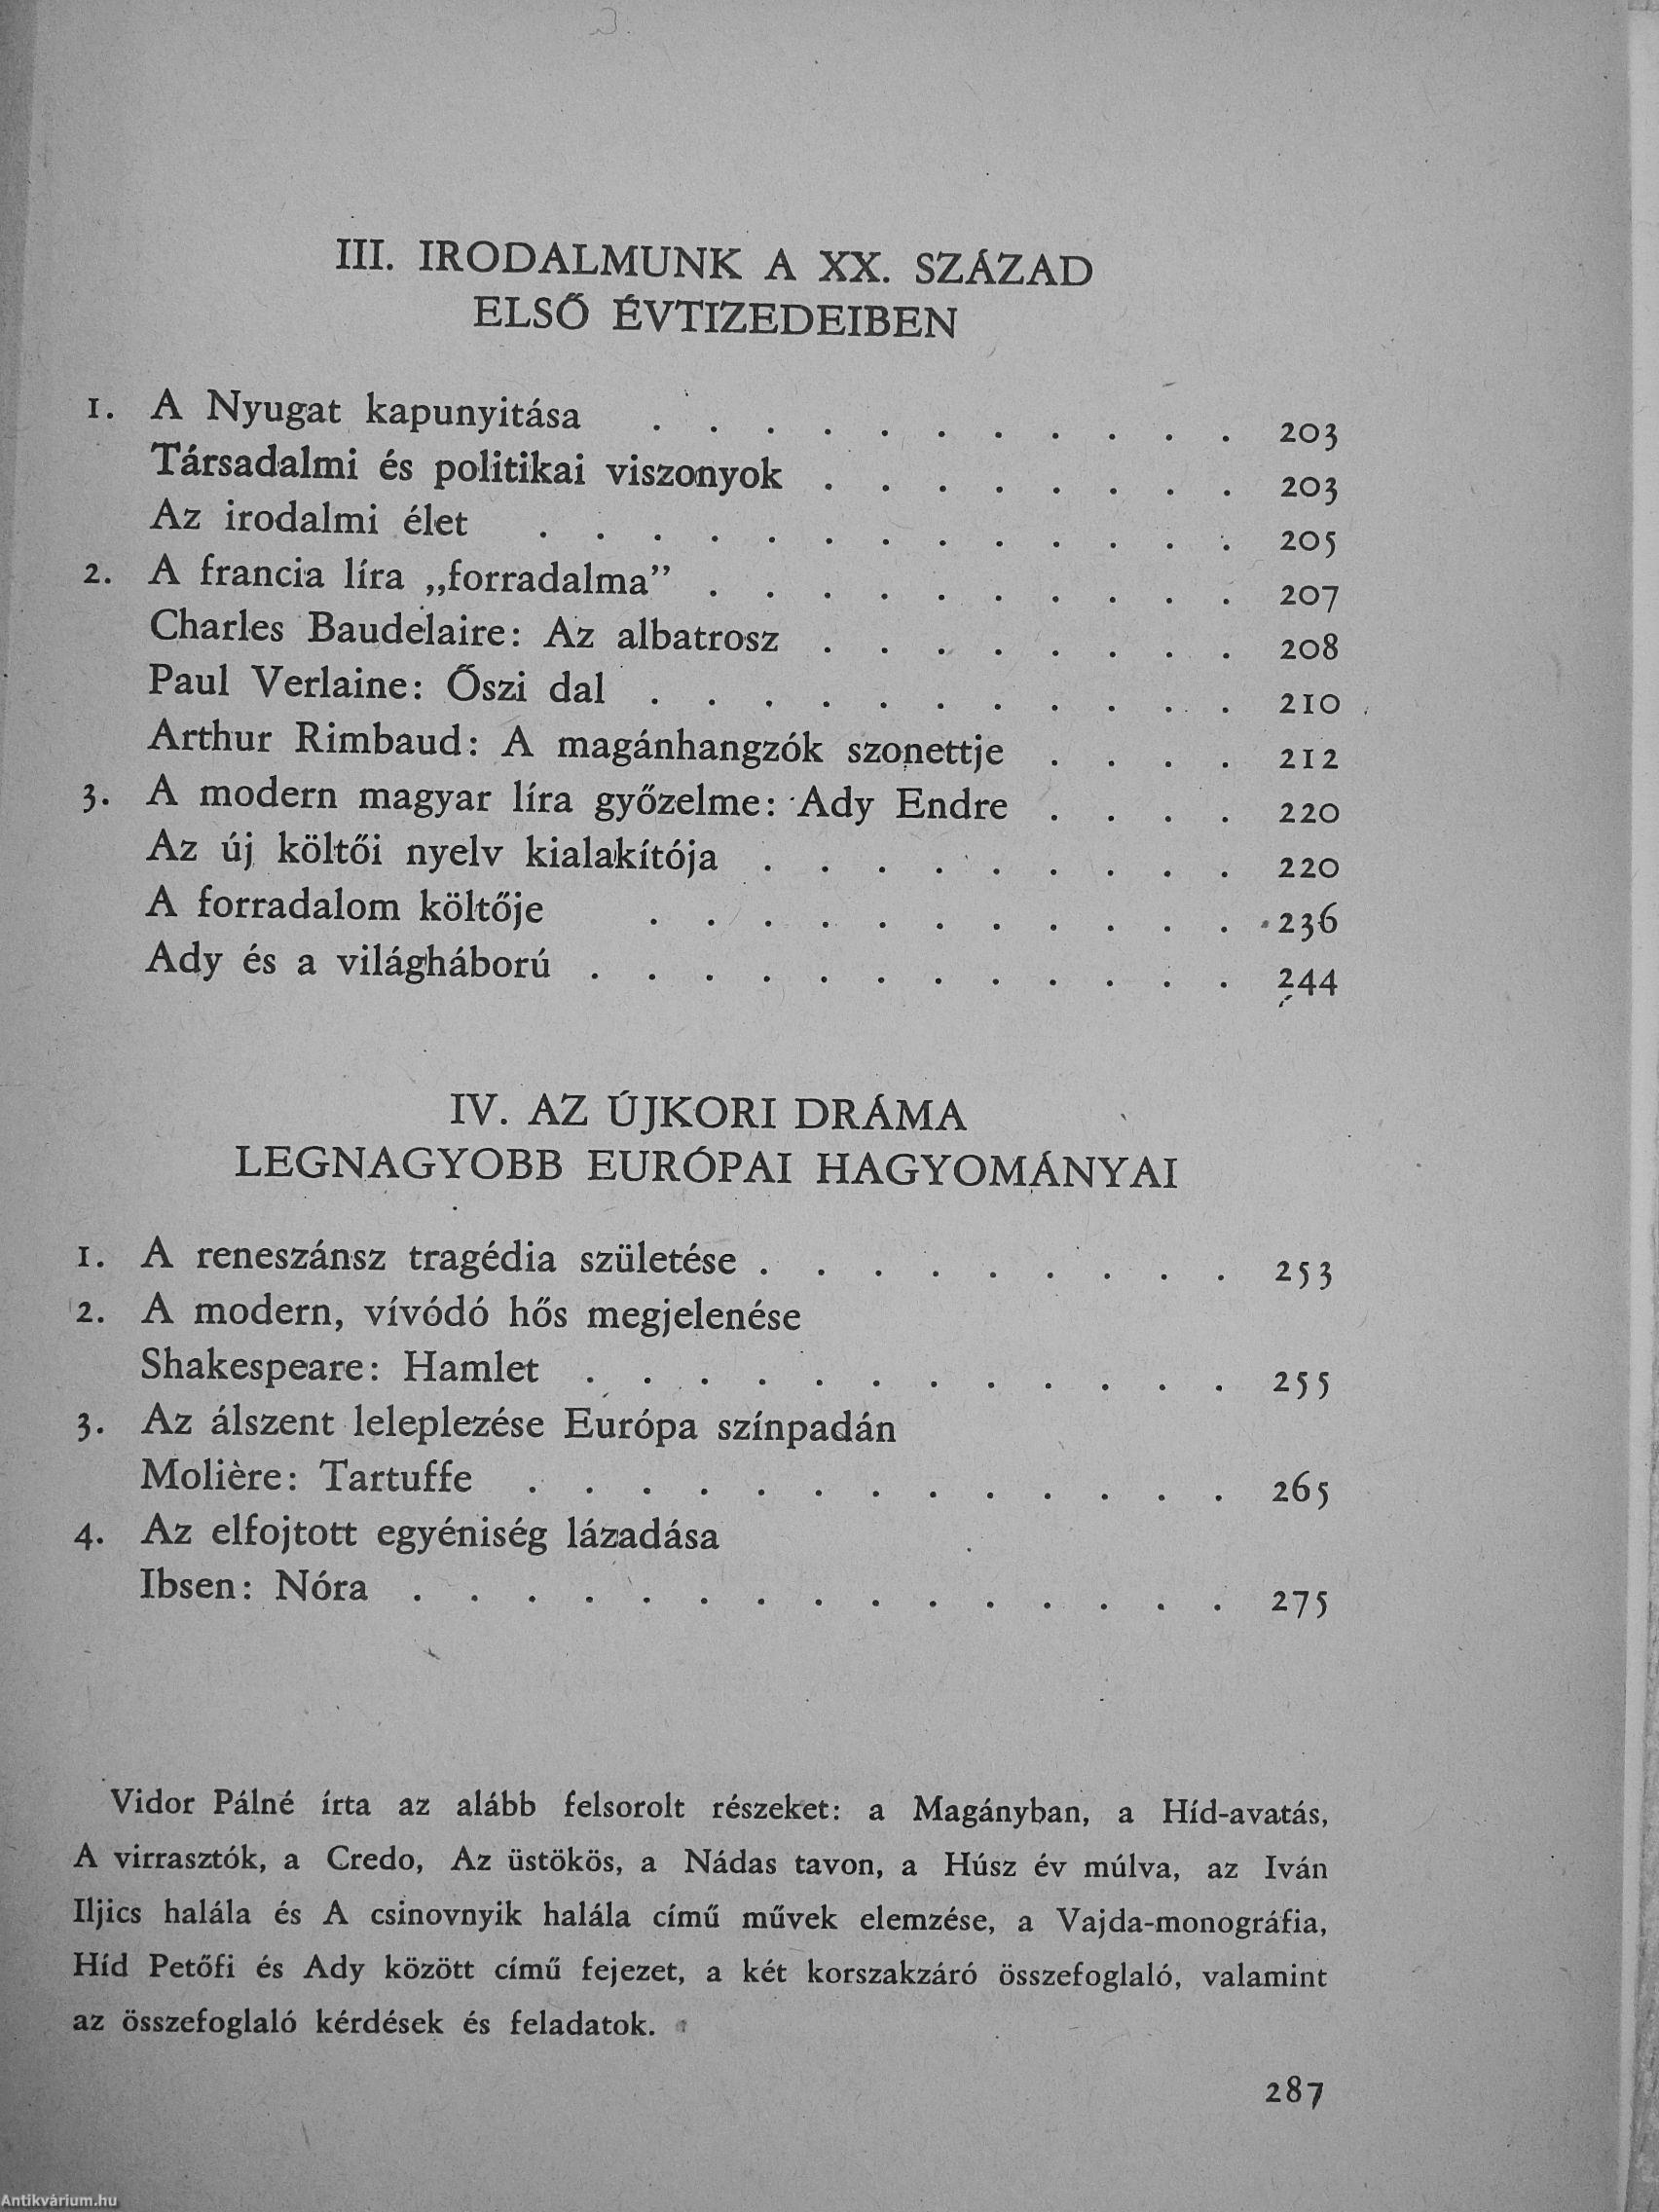 III. IRODALMUNK A XX. SZÁZAD
ELSŐ ÉVTIZEDEIBEN
1. A Nyugat kapunyitása . . . . . . . . . . . 203
Társadalmi és politikai viszonyok . . . . . . . . 203
Az irodalmi élet . . . . . . . . . . . . . 205
2. A francia líra „forradalma” . . . . . . . . . . 207
Charles Baudelaire: Az albatrosz . . . . . . . . 208
Paul Verlaine: Őszi dal . . . . . . . . . . . 210
Arthur Rimbaud: A magánhangzók szonettje . . . . 212
3. A modern magyar líra győzelme: Ady Endre . . . . 220
Az új költői nyelv kialakítója . . . . . . . . . 220
A forradalom költője . . . . . . . . . . . 236
Ady és a világháború . . . . . . . . . . . . 244
IV. AZ ÚJKORI DRÁMA
LEGNAGYOBB EURÓPAI HAGYOMÁNYAI
1. A reneszánsz tragédia születése . . . . . . . . . 253
2. A modern, vívódó hős megjelenése
Shakespeare: Hamlet . . . . . . . . . . . . 255
3. Az álszent leleplezése Európa színpadán
Molière: Tartuffe . . . . . . . . . . . . . 265
4. Az elfojtott egyéniség lázadása
Ibsen: Nóra . . . . . . . . . . . . . . . 275
Vidor Pálné írta az alább felsorolt részeket: a Magányban, a Híd-avatás,
A virrasztók, a Credo, Az üstökös, a Nádas tavon, a Húsz év múlva, az Iván
Iljics halála és A csinovnyik halála című művek elemzése, a Vajda-monográfia,
Híd Petőfi és Ady között című fejezet, a két korszakzáró összefoglaló, valamint
az összefoglaló kérdések és feladatok.
287
Antikvárium.hu